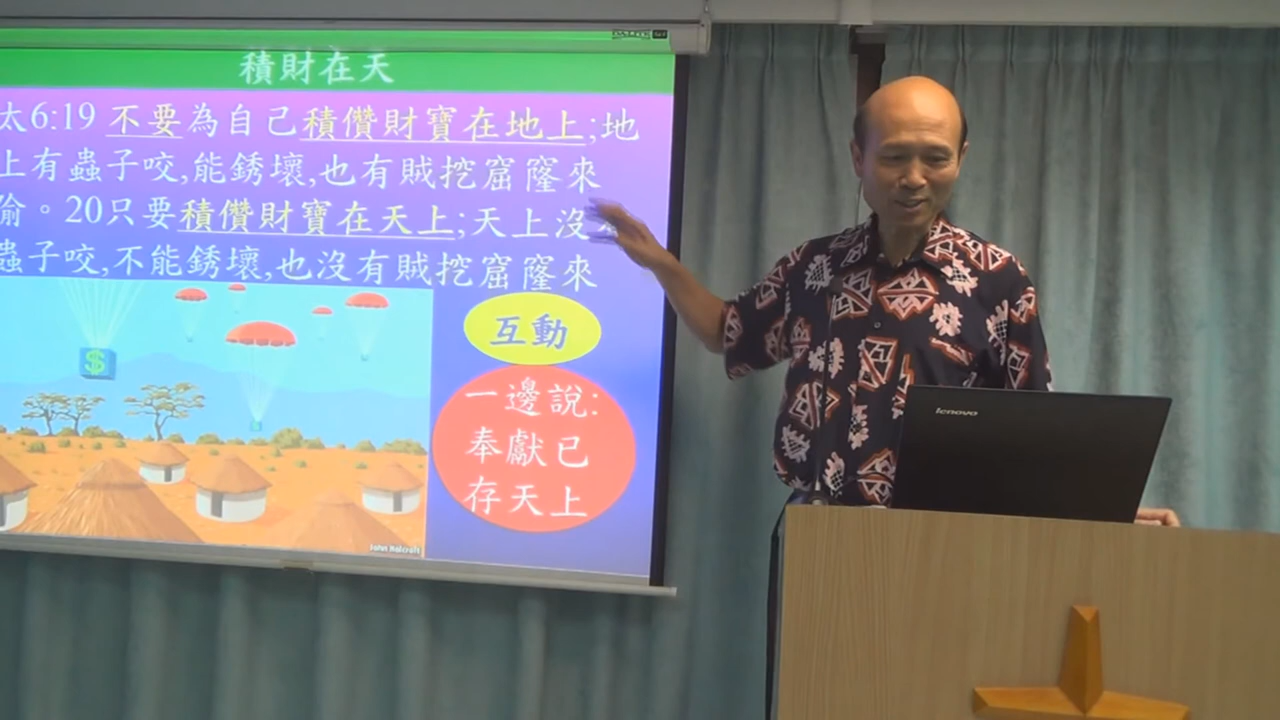 積財在天
太6:19 不要為自己積儹財寶在地上;地
上有蟲子咬,能銹壞,也有賊挖窟窿來
偷。20只要積儹財寶在天上;天上沒
蟲子咬,不能銹壞,也沒有賊挖窟窿來
互動
一邊說:
奉獻已
存天上
$
John Holcroft
lenovo